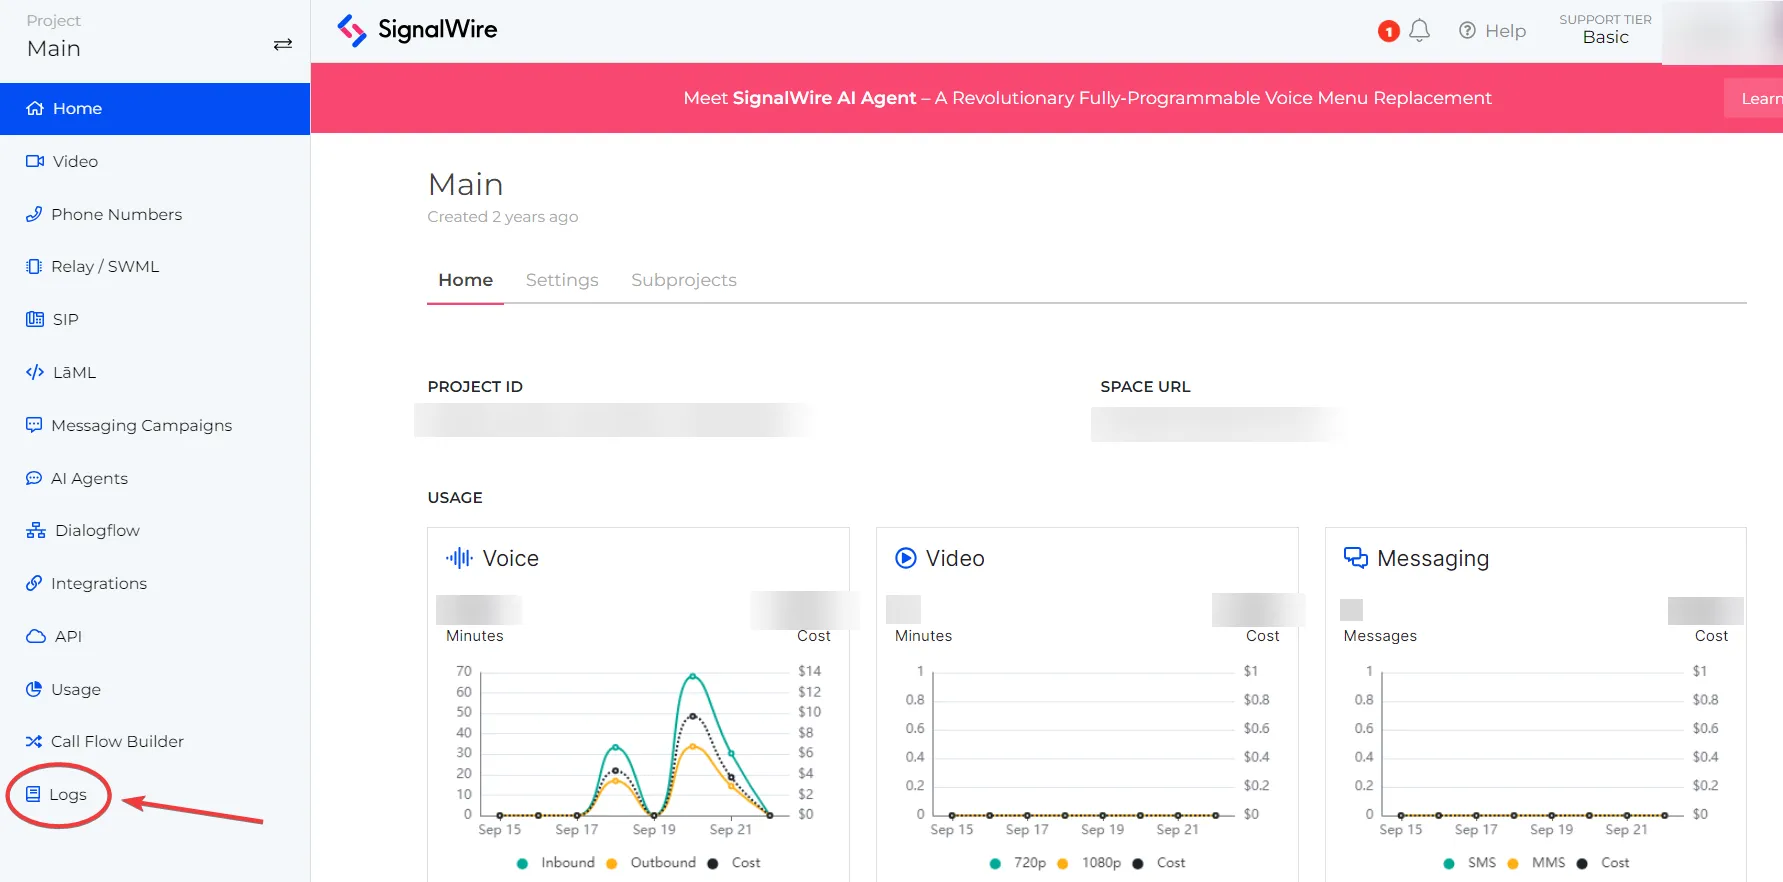 Project
Main
Home
Video
Phone Numbers
Relay / SWML
SIP
LāML
Messaging Campaigns
AI Agents
Dialogflow
Integrations
API
Usage
Call Flow Builder
Logs
SignalWire
1
Help
SUPPORT TIER
Basic
Meet SignalWire AI Agent – A Revolutionary Fully-Programmable Voice Menu Replacement
Learn
Main
Created 2 years ago
Home Settings Subprojects
PROJECT ID
SPACE URL
USAGE
Voice
Minutes Cost
70 $14
60 $12
50 $10
40 $8
30 $6
20 $4
10 $2
0 $0
Sep 15 Sep 17 Sep 19 Sep 21
Inbound Outbound Cost
Video
Minutes Cost
1 $1
0.8 $0.8
0.6 $0.6
0.4 $0.4
0.2 $0.2
0 $0
Sep 15 Sep 17 Sep 19 Sep 21
720p 1080p Cost
Messaging
Messages Cost
1 $1
0.8 $0.8
0.6 $0.6
0.4 $0.4
0.2 $0.2
0 $0
Sep 15 Sep 17 Sep 19 Sep 21
SMS MMS Cost